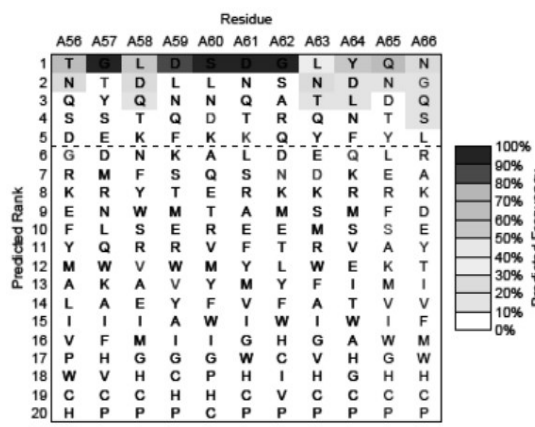 Residue
A56 A57 A58 A59 A60 A61 A62 A63 A64 A65 A66
1 T G L D S D G L Y Q N
2 N T D L L N S N D N G
3 Q Y Q N N Q A T L D Q
4 S S T Q D T R Q N T S
5 D E K F K K Q Y F Y L
6 G D N K A L D E Q L R
7 R M F S Q S N D K E A
8 K R Y T E R K K R R K
9 E N W M T A M S M F D
10 F L S E R E E M S S E
11 Y Q R R V F T R V A Y
12 M W V W M Y L W E K T
13 A K A V Y M Y F I M I
14 L A E Y F V F A T V V
15 I I I A W I W I W I F
16 V F M I I G H G A W M
17 P H G G G W C V H G W
18 W V H C P H I H G H H
19 C C C H H C V C C C C
20 H P P P C P P P P P P
Predicted Rank
100%
90%
80%
70%
60%
50%
40%
30%
20%
10%
0%